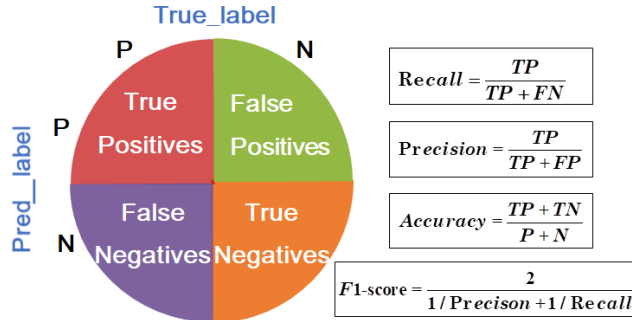 True_label
P
N
P
True
Positives
False
Positives
Pred__label
N
False
Negatives
True
Negatives
Recall = TP / TP + FN
Precision = TP / TP + FP
Accuracy = TP + TN / P + N
F1-score = 2 / 1 / Precison + 1 / Recall